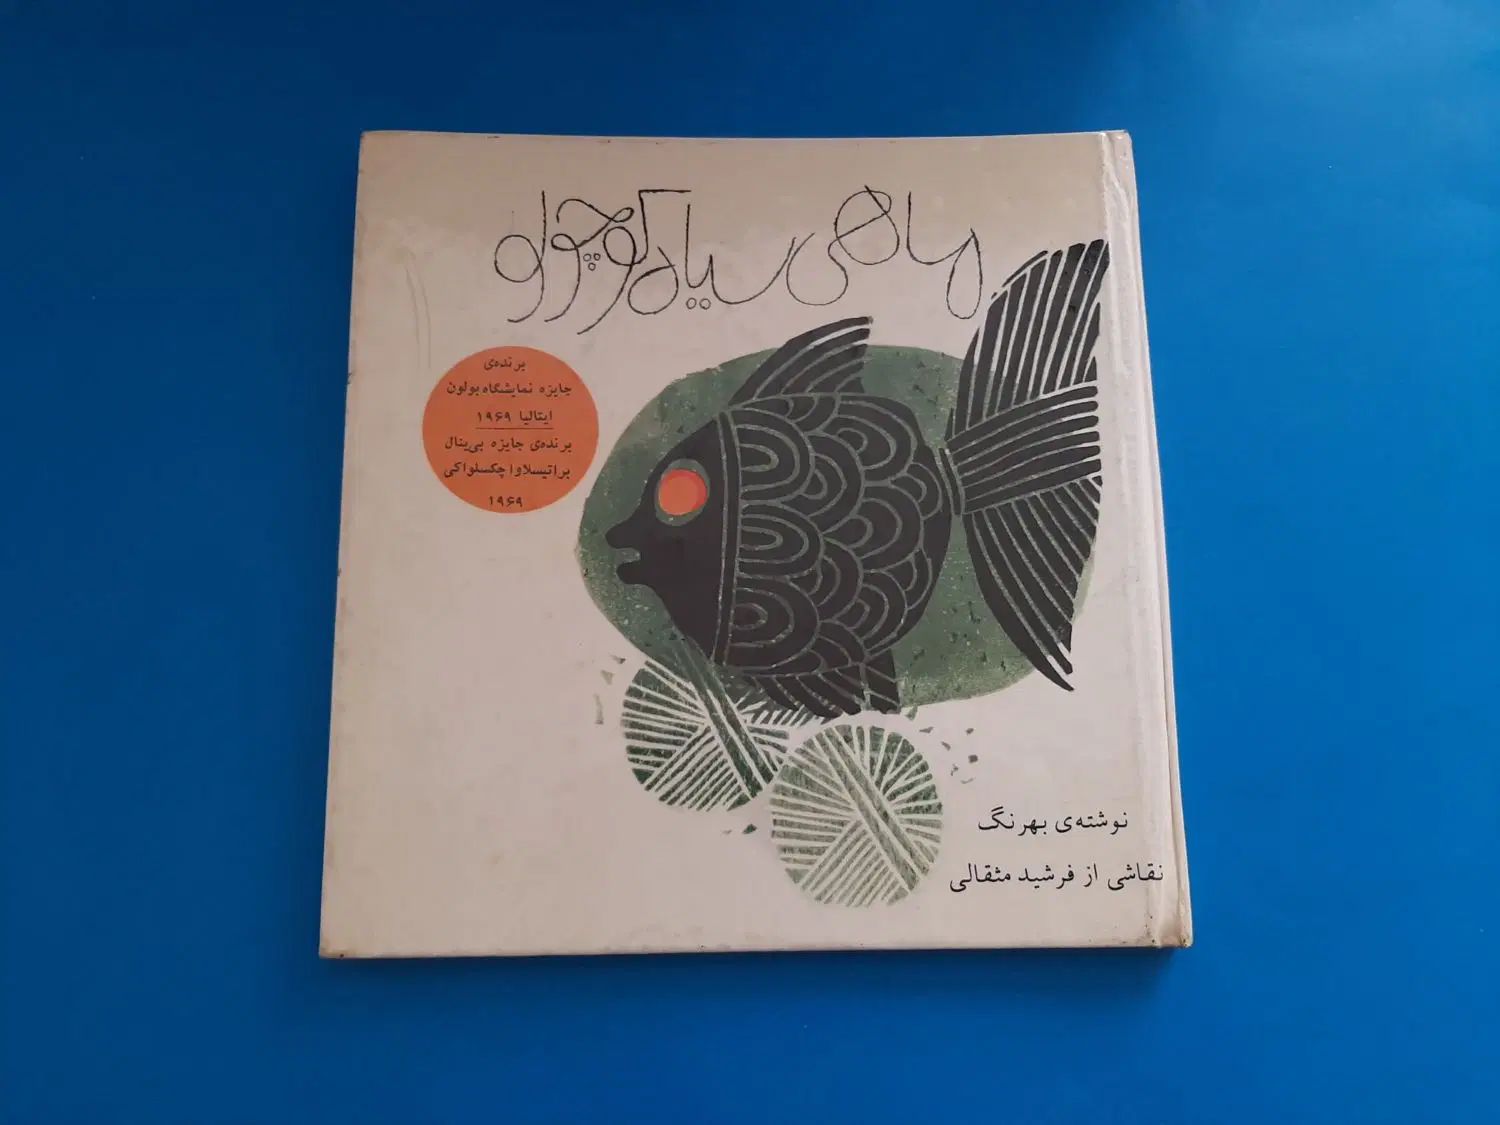 ماهی سیاه کوچولو
برنده‌ی
جایزه نمایشگاه بولون
ایتالیا ۱۹۶۹
برنده‌ی جایزه بی‌ینال
براتیسلاوا چکسلواکی
۱۹۶۹
نوشته‌ی بهرنگ
نقاشی از فرشید مثقالی